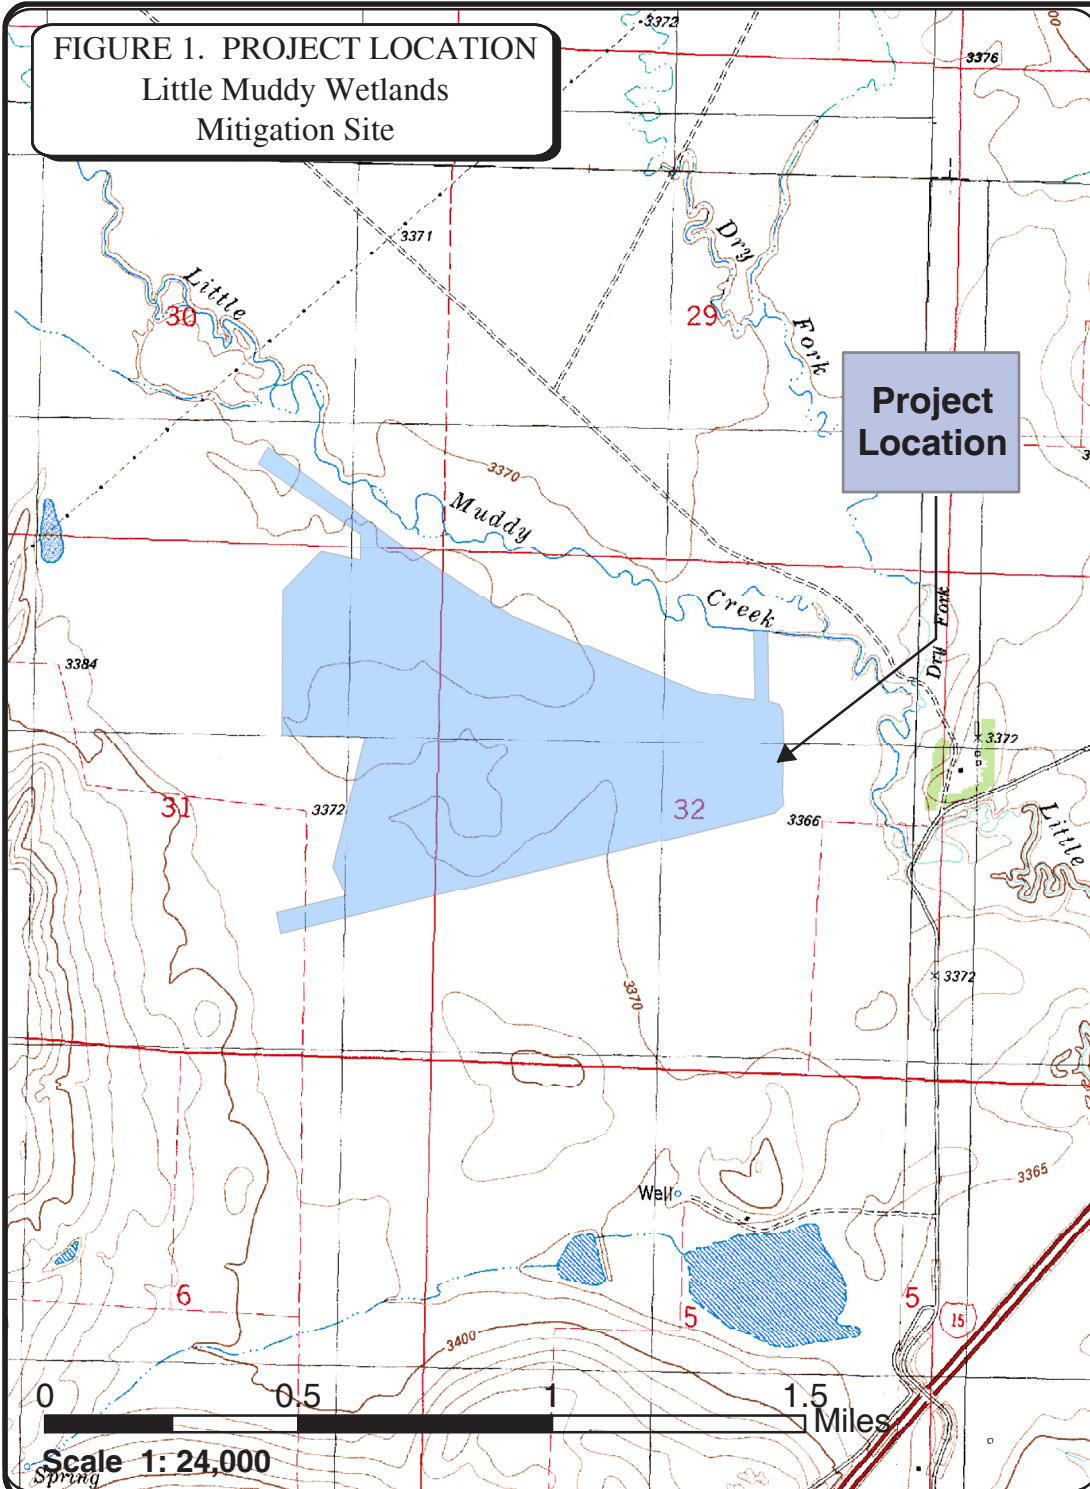 FIGURE 1. PROJECT LOCATION
Little Muddy Wetlands
Mitigation Site
3372
3376
3371
Dry
Fork
Little
30
29
Project
Location
3370
Muddy
Creek
Dry Fork
3384
3372
31
3372
32
3366
Little
3372
3370
3365
Well
6
5
5
15
3400
0 0.5 1 1.5
Miles
Scale 1: 24,000
Spring